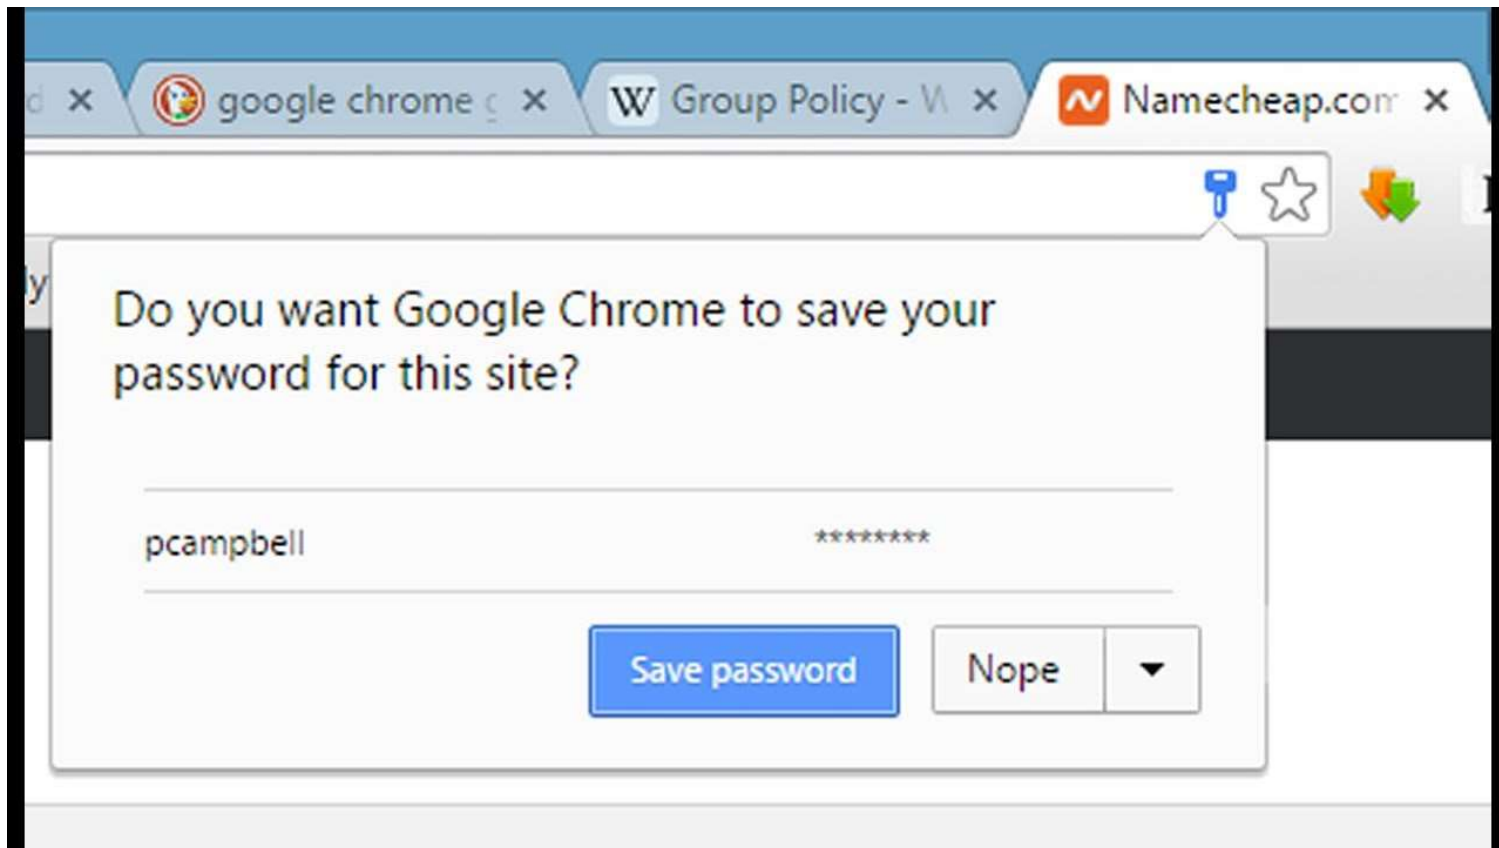 d
google chrome g
Group Policy - W
Namecheap.com
ly
Do you want Google Chrome to save your
password for this site?
pcampbell ********
Save password
Nope